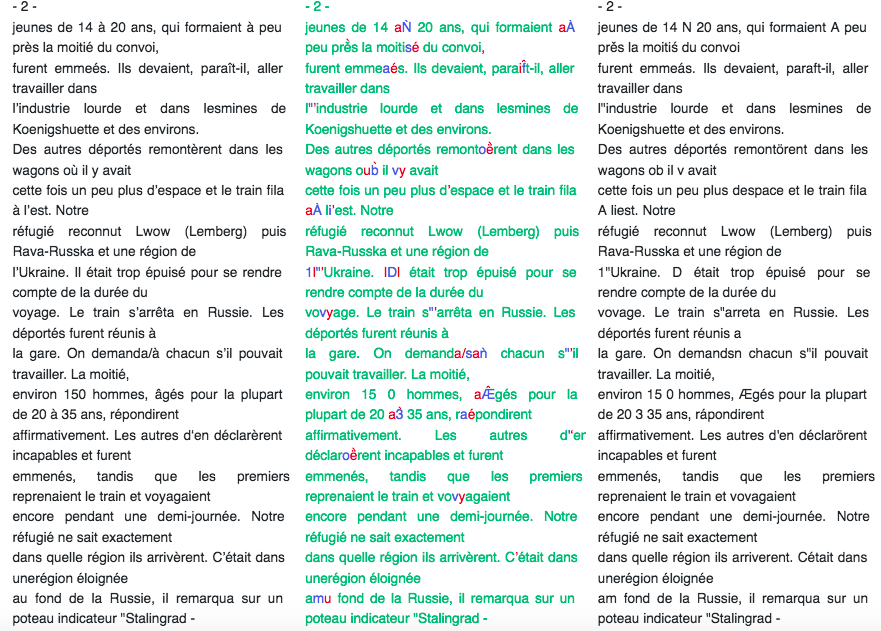 - 2 -
jeunes de 14 à 20 ans, qui formaient à peu
près la moitié du convoi,
furent emmeés. Ils devaient, paraît-il, aller
travailler dans
l'industrie lourde et dans lesmines de
Koenigshuette et des environs.
Des autres déportés remontèrent dans les
wagons où il y avait
cette fois un peu plus d'espace et le train fila
à l'est. Notre
réfugié reconnut Lwow (Lemberg) puis
Rava-Russka et une région de
l'Ukraine. Il était trop épuisé pour se rendre
compte de la durée du
voyage. Le train s'arrêta en Russie. Les
déportés furent réunis à
la gare. On demanda/à chacun s'il pouvait
travailler. La moitié,
environ 150 hommes, âgés pour la plupart
de 20 à 35 ans, répondirent
affirmativement. Les autres d'en déclarèrent
incapables et furent
emmenés, tandis que les premiers
reprenaient le train et voyagaient
encore pendant une demi-journée. Notre
réfugié ne sait exactement
dans quelle région ils arrivèrent. C'était dans
unerégion éloignée
au fond de la Russie, il remarqua sur un
poteau indicateur "Stalingrad -
- 2 -
jeunes de 14 aǸ 20 ans, qui formaient aÀ
peu près la moitisé du convoi,
furent emmeaés. Ils devaient, paraifît-il, aller
travailler dans
l"'industrie lourde et dans lesmines de
Koenigshuette et des environs.
Des autres déportés remontoèrent dans les
wagons oub̀ il vy avait
cette fois un peu plus d'espace et le train fila
aÀ li'est. Notre
réfugié reconnut Lwow (Lemberg) puis
Rava-Russka et une région de
1l"'Ukraine. IDl était trop épuisé pour se
rendre compte de la durée du
vovyage. Le train s"'arrêta en Russie. Les
déportés furent réunis à
la gare. On demanda/sàn chacun s"'il
pouvait travailler. La moitié,
environ 15 0 hommes, aÆ̂gés pour la
plupart de 20 a3̀ 35 ans, raépondirent
affirmativement. Les autres d''er
déclaroèrent incapables et furent
emmenés, tandis que les premiers
reprenaient le train et vovyagaient
encore pendant une demi-journée. Notre
réfugié ne sait exactement
dans quelle région ils arrivèrent. C'était dans
unerégion éloignée
amu fond de la Russie, il remarqua sur un
poteau indicateur "Stalingrad -
- 2 -
jeunes de 14 N 20 ans, qui formaient A peu
prěs la moitiś du convoi
furent emmeás. Ils devaient, paraft-il, aller
travailler dans
l"industrie lourde et dans lesmines de
Koenigshuette et des environs.
Des autres déportés remontörent dans les
wagons ob il v avait
cette fois un peu plus despace et le train fila
A liest. Notre
réfugié reconnut Lwow (Lemberg) puis
Rava-Russka et une région de
1"Ukraine. D était trop épuisé pour se
rendre compte de la durée du
vovage. Le train s"arreta en Russie. Les
déportés furent réunis a
la gare. On demandsn chacun s"il pouvait
travailler. La moitié,
environ 15 0 hommes, Ægés pour la plupart
de 20 3 35 ans, rápondirent
affirmativement. Les autres d'en déclarörent
incapables et furent
emmenés, tandis que les premiers
reprenaient le train et vovagaient
encore pendant une demi-journée. Notre
réfugié ne sait exactement
dans quelle région ils arriverent. Cétait dans
unerégion éloignée
am fond de la Russie, il remarqua sur un
poteau indicateur "Stalingrad -